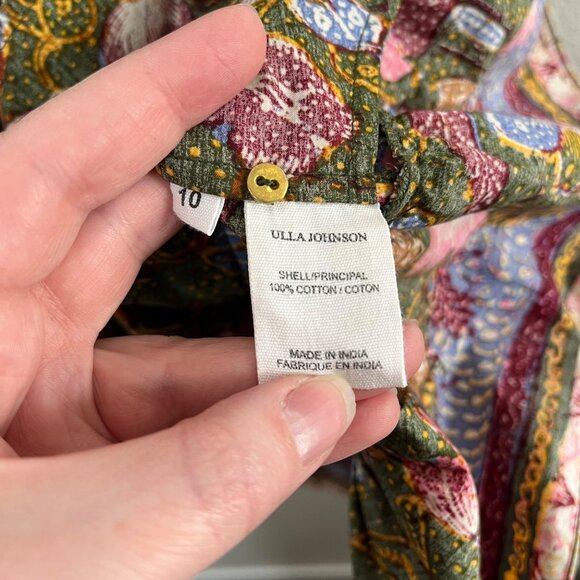 10
ULLA JOHNSON
SHELL/PRINCIPAL
100% COTTON / COTON
MADE IN INDIA
FABRIQUE EN INDIA